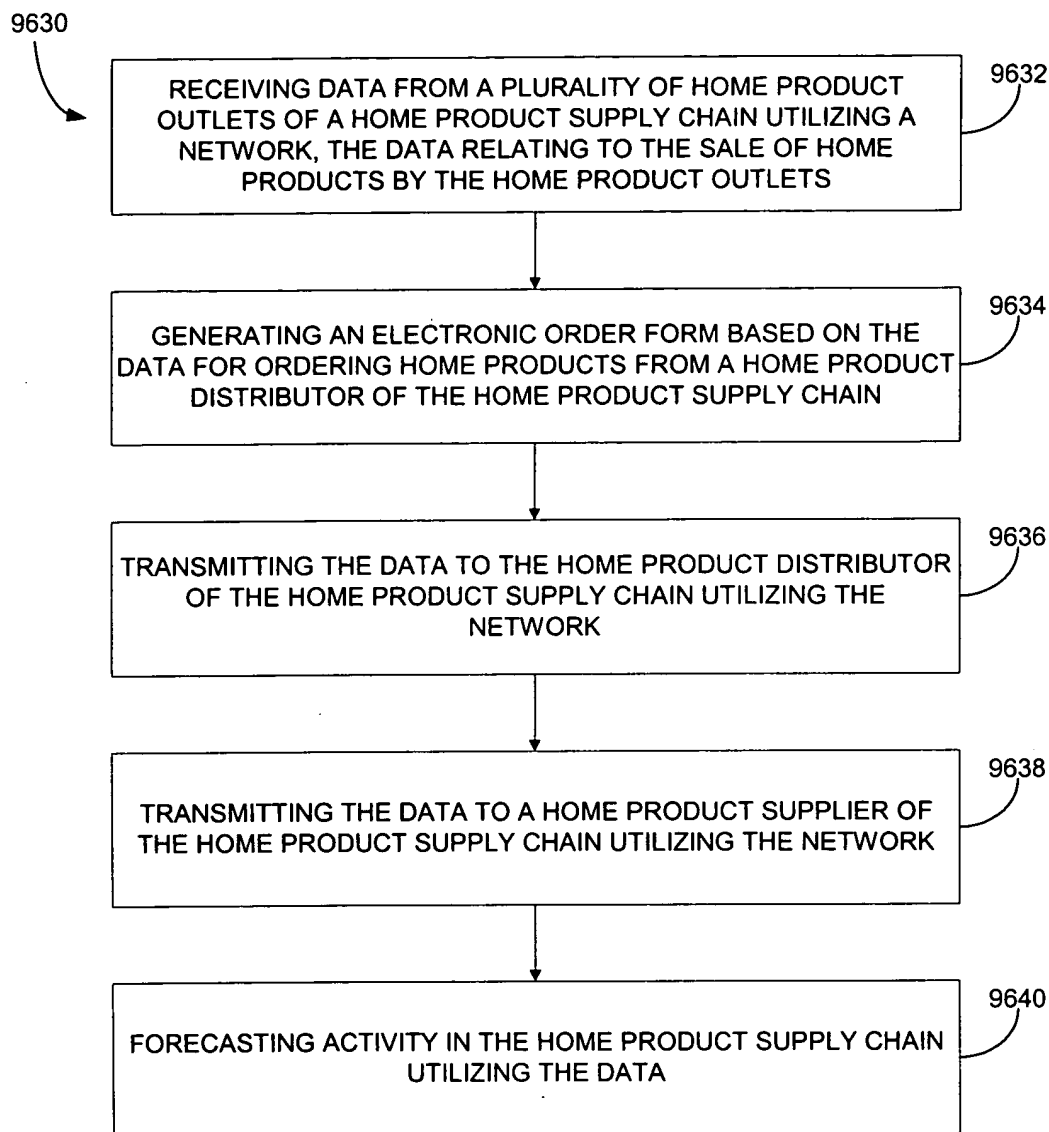 9630
9632
RECEIVING DATA FROM A PLURALITY OF HOME PRODUCT
OUTLETS OF A HOME PRODUCT SUPPLY CHAIN UTILIZING A
NETWORK, THE DATA RELATING TO THE SALE OF HOME
PRODUCTS BY THE HOME PRODUCT OUTLETS
9634
GENERATING AN ELECTRONIC ORDER FORM BASED ON THE
DATA FOR ORDERING HOME PRODUCTS FROM A HOME PRODUCT
DISTRIBUTOR OF THE HOME PRODUCT SUPPLY CHAIN
9636
TRANSMITTING THE DATA TO THE HOME PRODUCT DISTRIBUTOR
OF THE HOME PRODUCT SUPPLY CHAIN UTILIZING THE
NETWORK
9638
TRANSMITTING THE DATA TO A HOME PRODUCT SUPPLIER OF
THE HOME PRODUCT SUPPLY CHAIN UTILIZING THE NETWORK
9640
FORECASTING ACTIVITY IN THE HOME PRODUCT SUPPLY CHAIN
UTILIZING THE DATA